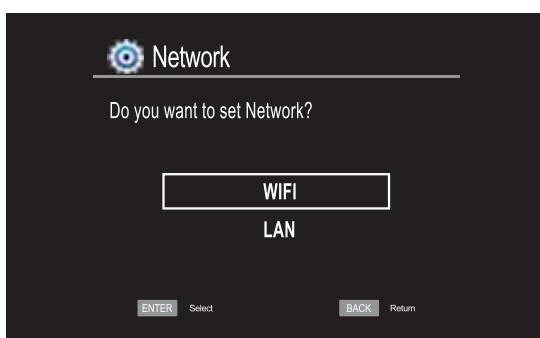 Network
Do you want to set Network?
WIFI
LAN
ENTER Select BACK Return